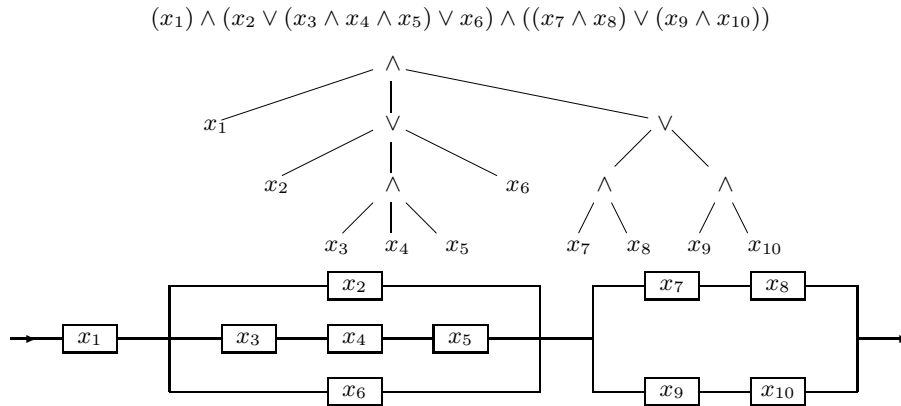 (x₁) ∧ (x₂ ∨ (x₃ ∧ x₄ ∧ x₅) ∨ x₆) ∧ ((x₇ ∧ x₈) ∨ (x₉ ∧ x₁₀))
∧
x₁ ∨ ∨
x₂ ∧ x₆ ∧ ∧
x₃ x₄ x₅ x₇ x₈ x₉ x₁₀
x₂ x₇ x₈
x₁ x₃ x₄ x₅
x₆ x₉ x₁₀